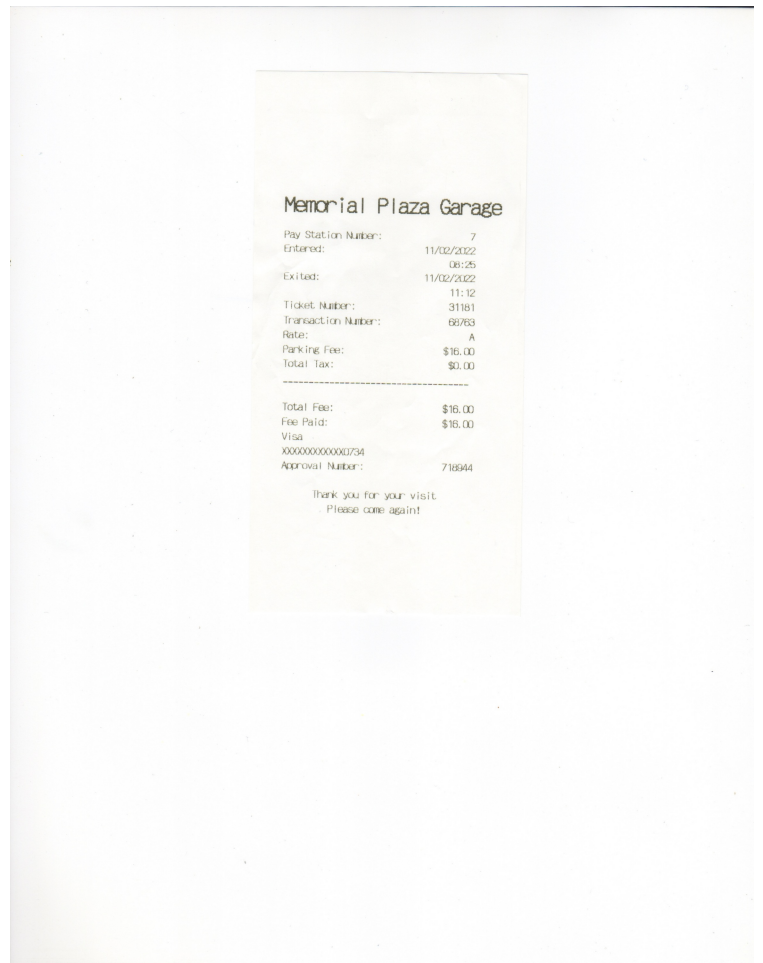 Memorial Plaza Garage
Pay Station Number: 7
Entered: 11/02/2022
08:25
Exited: 11/02/2022
11:12
Ticket Number: 31181
Transaction Number: 68763
Rate: A
Parking Fee: $16.00
Total Tax: $0.00
------------------------------------
Total Fee: $16.00
Fee Paid: $16.00
Visa
XXXXXXXXXXXX0734
Approval Number: 718944
Thank you for your visit
Please come again!